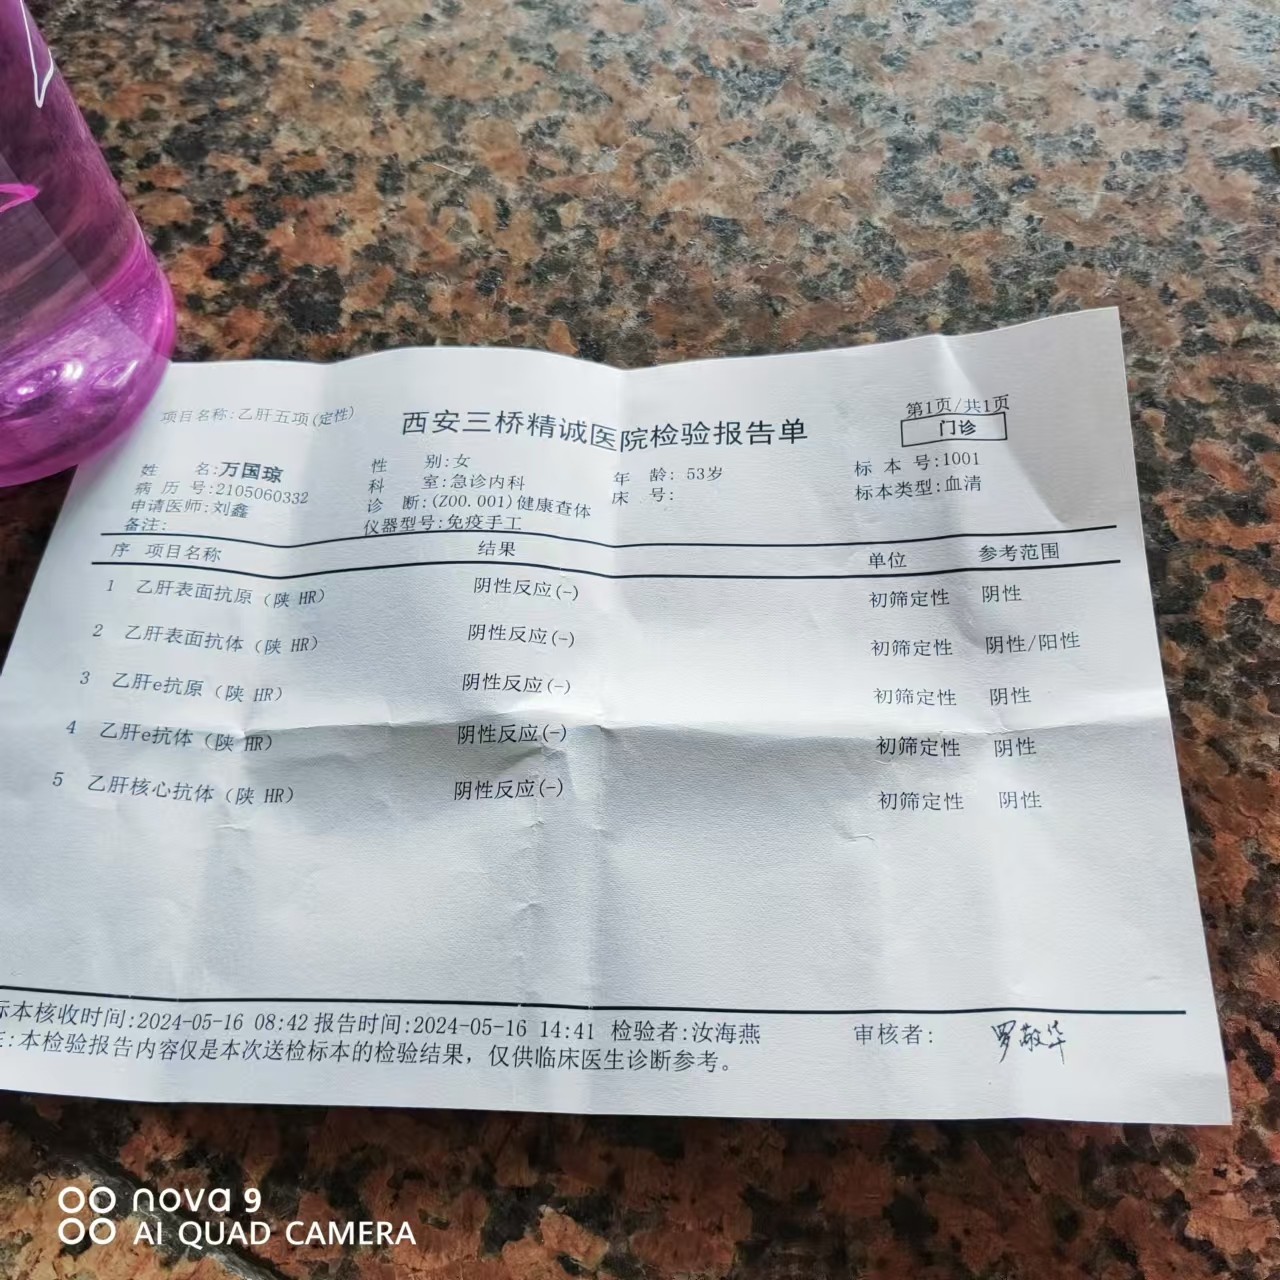 项目名称:乙肝五项(定性)
西安三桥精诚医院检验报告单
第1页/共1页
门诊
姓 名:万国琼 性 别:女 年 龄: 53岁 标 本 号:1001
病 历 号:2105060332 科 室:急诊内科 床 号: 标本类型:血清
申请医师:刘鑫 诊 断:(Z00.001)健康查体
备注: 仪器型号:免疫手工
序 项目名称 结果 单位 参考范围
1 乙肝表面抗原(陕 HR) 阴性反应(-) 初筛定性 阴性
2 乙肝表面抗体(陕 HR) 阴性反应(-) 初筛定性 阴性/阳性
3 乙肝e抗原(陕 HR) 阴性反应(-) 初筛定性 阴性
4 乙肝e抗体(陕 HR) 阴性反应(-) 初筛定性 阴性
5 乙肝核心抗体(陕 HR) 阴性反应(-) 初筛定性 阴性
标本核收时间:2024-05-16 08:42 报告时间:2024-05-16 14:41 检验者:汝海燕 审核者: 罗敬华
注:本检验报告内容仅是本次送检标本的检验结果，仅供临床医生诊断参考。
nova 9
AI QUAD CAMERA